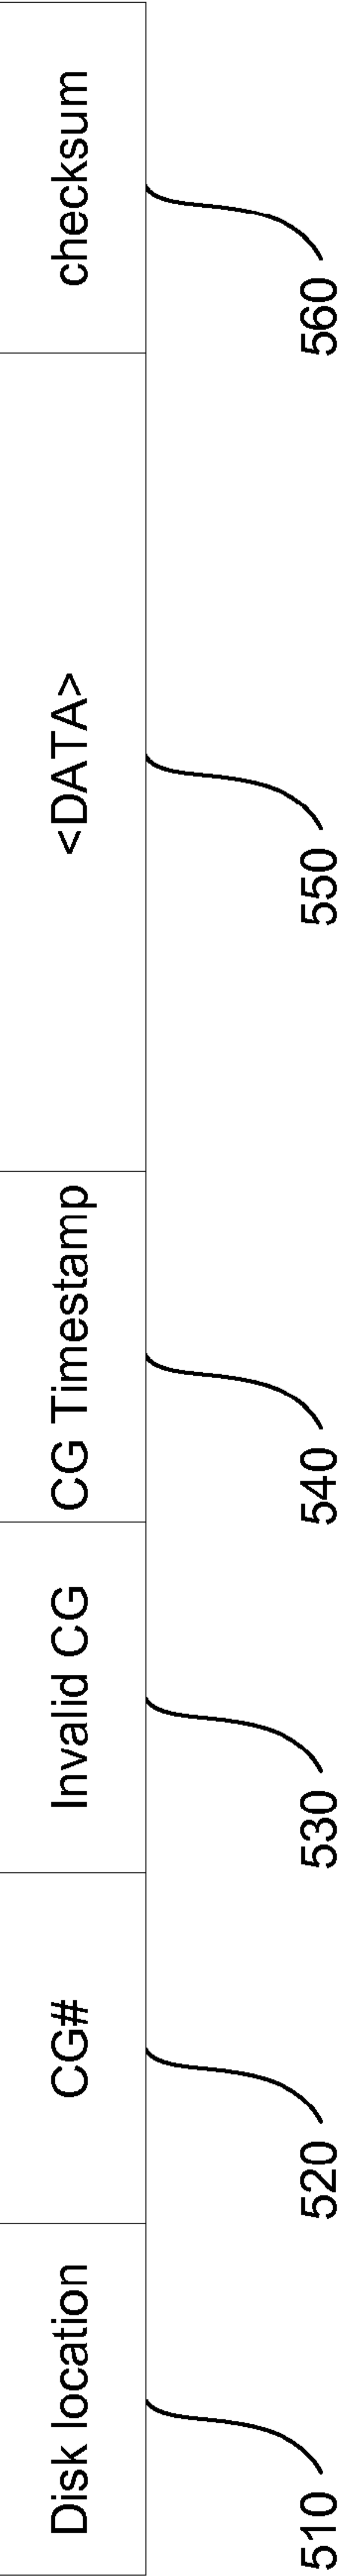 Disk location
CG#
Invalid CG
CG Timestamp
<DATA>
checksum
510
520
530
540
550
560